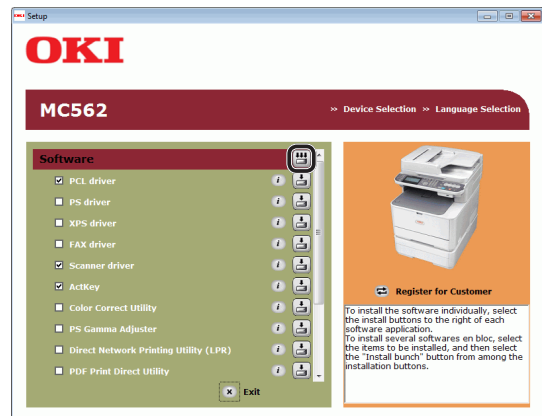 Setup
OKI
MC562
» Device Selection » Language Selection
Software
PCL driver
PS driver
XPS driver
FAX driver
Scanner driver
ActKey
Color Correct Utility
PS Gamma Adjuster
Direct Network Printing Utility (LPR)
PDF Print Direct Utility
Exit
Register for Customer
To install the software individually, select
the install buttons to the right of each
software application.
To install several softwares en bloc, select
the items to be installed, and then select
the "Install bunch" button from among the
installation buttons.